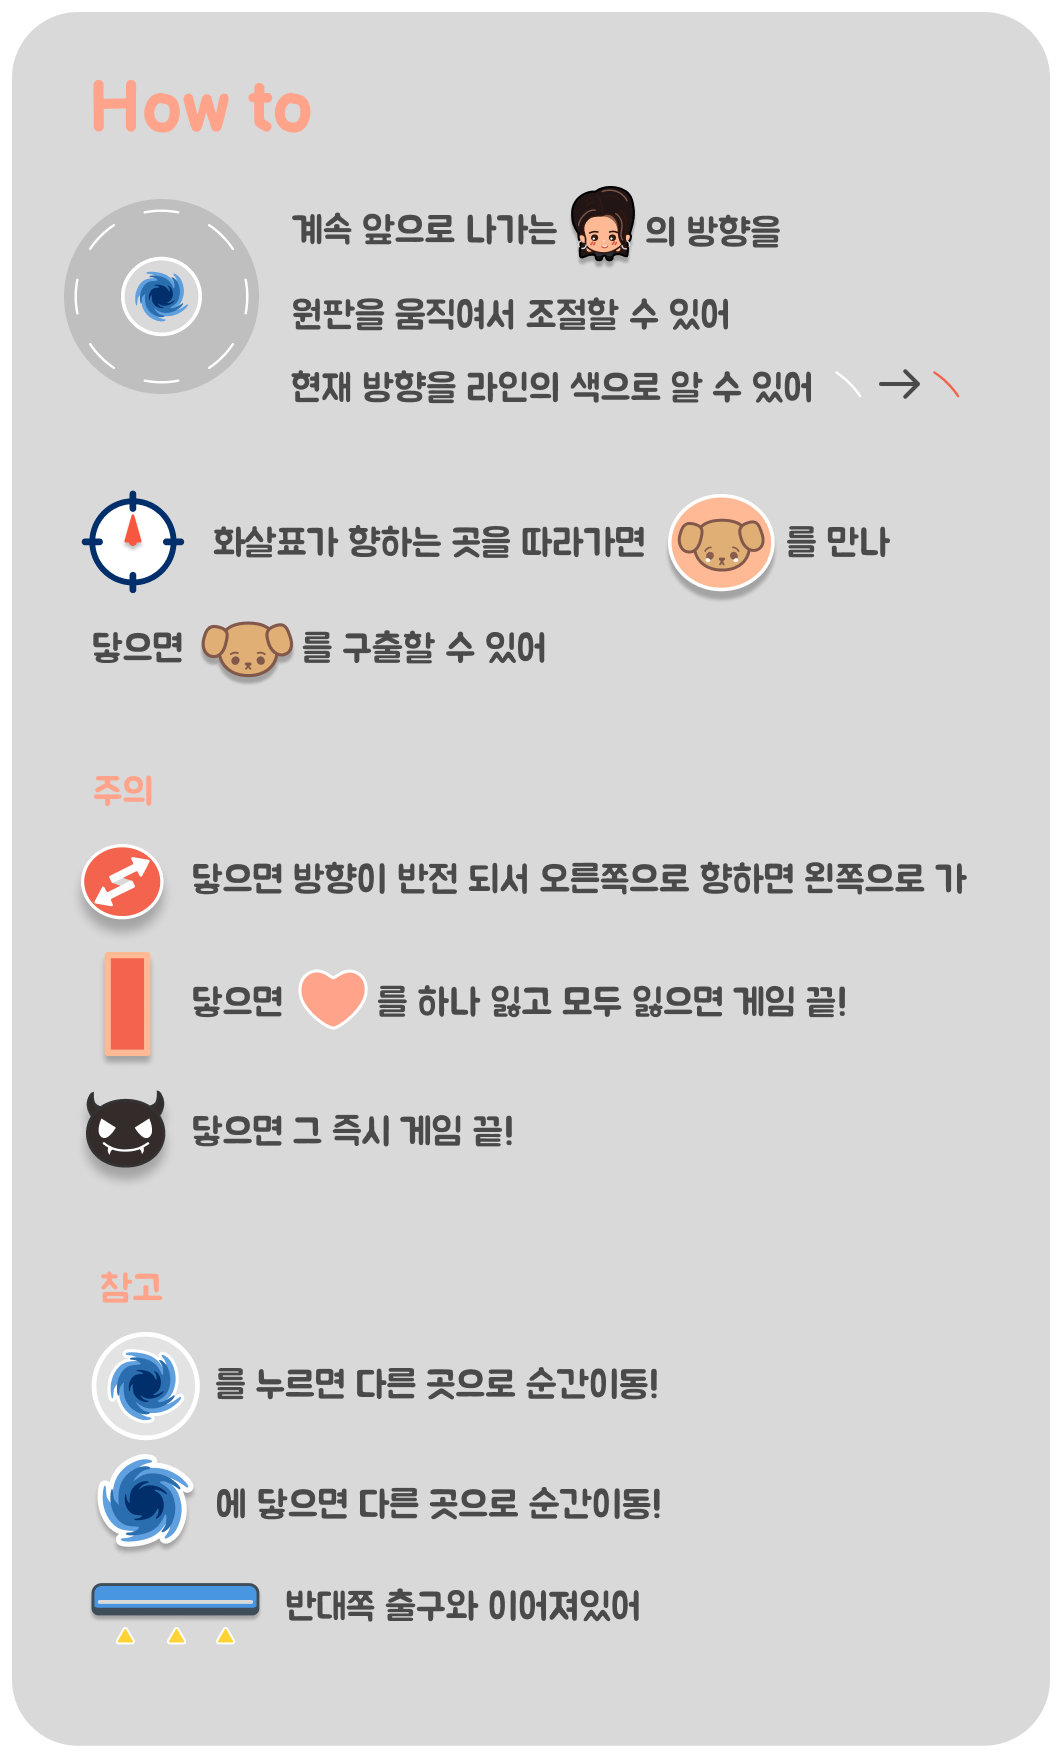 How to
계속 앞으로 나가는 의 방향을
원판을 움직여서 조절할 수 있어
현재 방향을 라인의 색으로 알 수 있어
화살표가 향하는 곳을 따라가면 를 만나
닿으면 를 구출할 수 있어
주의
닿으면 방향이 반전 되서 오른쪽으로 향하면 왼쪽으로 가
닿으면 를 하나 잃고 모두 잃으면 게임 끝!
닿으면 그 즉시 게임 끝!
참고
를 누르면 다른 곳으로 순간이동!
에 닿으면 다른 곳으로 순간이동!
반대쪽 출구와 이어져있어